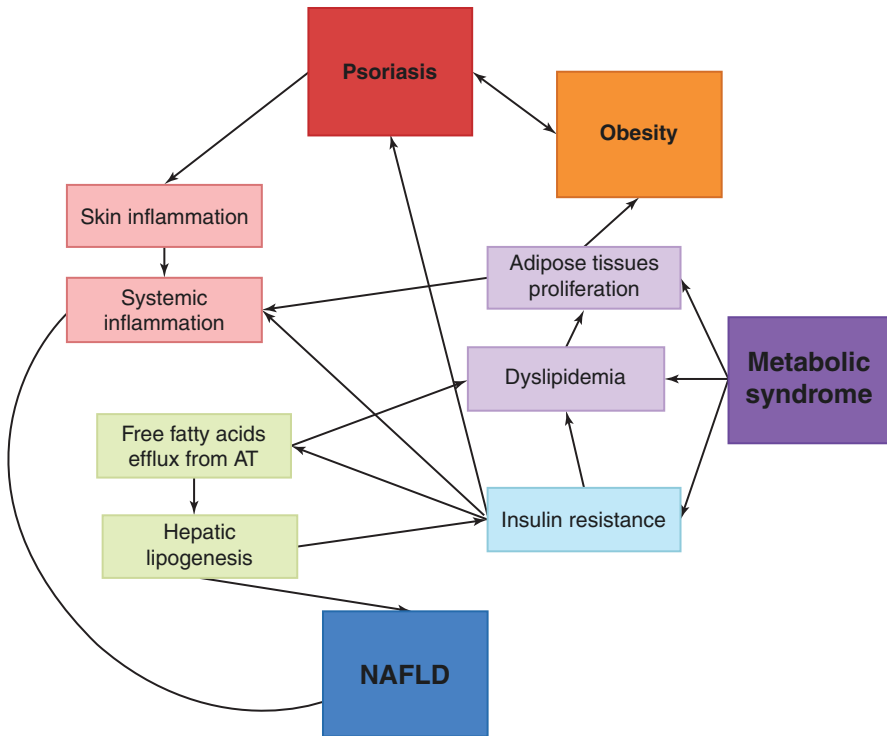 Psoriasis
Obesity
Skin inflammation
Adipose tissues
proliferation
Systemic
inflammation
Metabolic
syndrome
Dyslipidemia
Free fatty acids
efflux from AT
Insulin resistance
Hepatic
lipogenesis
NAFLD